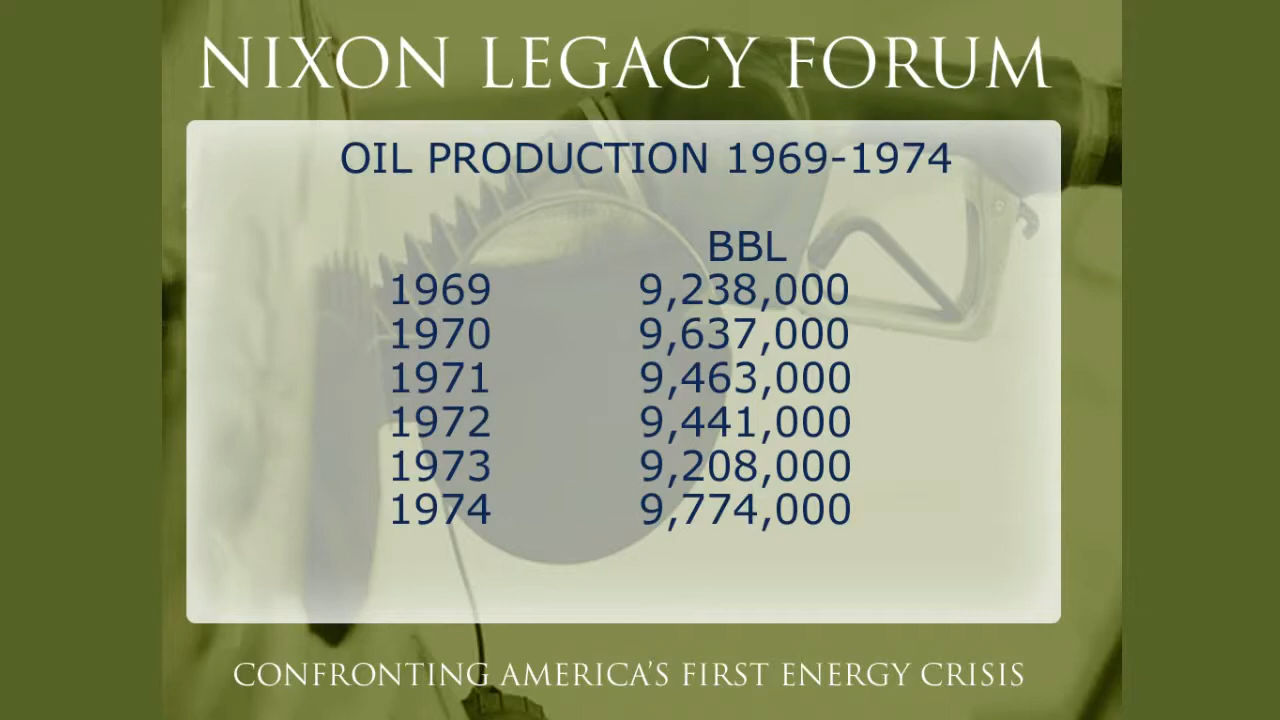 NIXON LEGACY FORUM
OIL PRODUCTION 1969-1974
BBL
1969 9,238,000
1970 9,637,000
1971 9,463,000
1972 9,441,000
1973 9,208,000
1974 9,774,000
CONFRONTING AMERICA'S FIRST ENERGY CRISIS